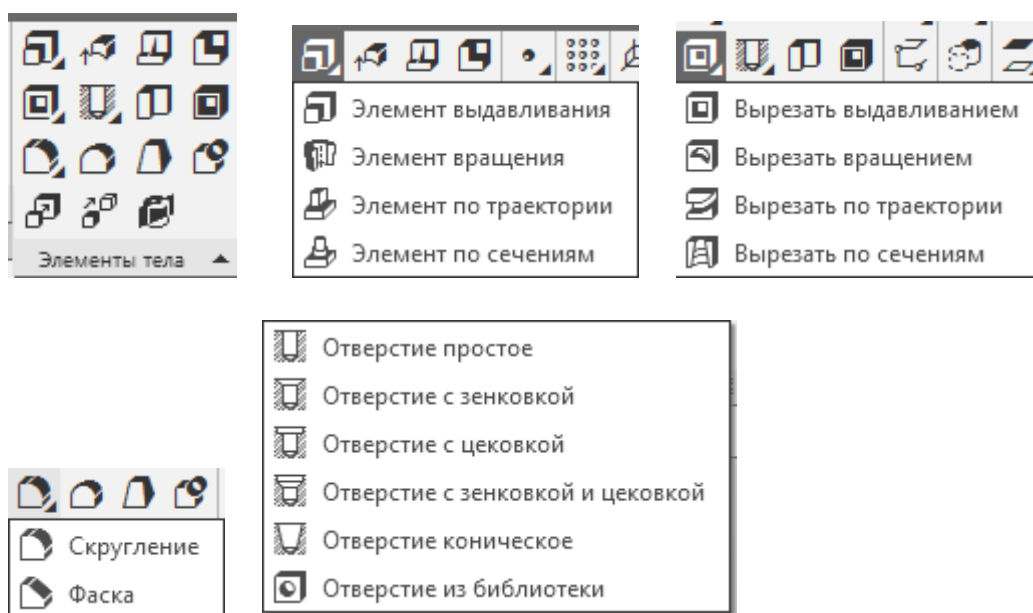 Элементы тела
Элемент выдавливания
Элемент вращения
Элемент по траектории
Элемент по сечениям
Вырезать выдавливанием
Вырезать вращением
Вырезать по траектории
Вырезать по сечениям
Скругление
Фаска
Отверстие простое
Отверстие с зенковкой
Отверстие с цековкой
Отверстие с зенковкой и цековкой
Отверстие коническое
Отверстие из библиотеки